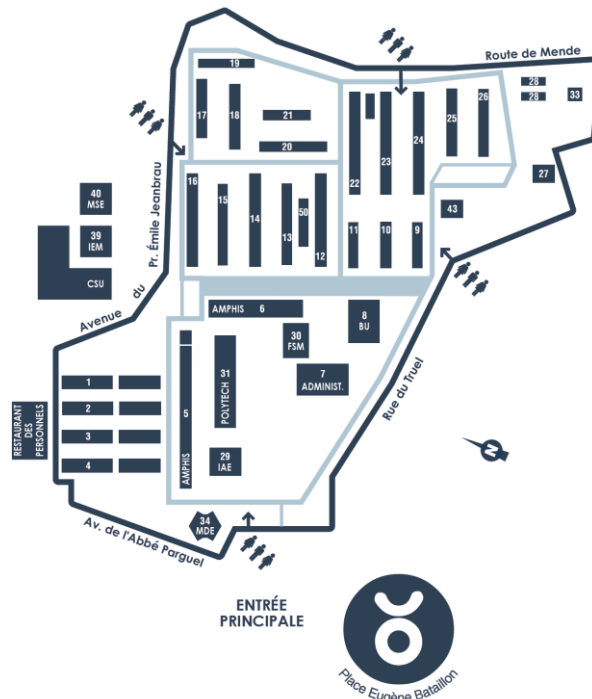 Route de Mende
19
28
28
33
17
18
21
20
22
23
24
25
26
27
16
15
14
13
50
12
11
10
9
43
40
MSE
39
IEM
CSU
Avenue du Pr. Émile Jeanbrau
AMPHIS 6
8
BU
30
FSM
7
ADMINIST.
31
POLYTECH
5
AMPHIS
29
IAE
Rue du Truel
1
2
3
4
RESTAURANT
DES
PERSONNELS
34
MDE
Av. de l'Abbé Parguel
N
ENTRÉE
PRINCIPALE
Place Eugène Bataillon